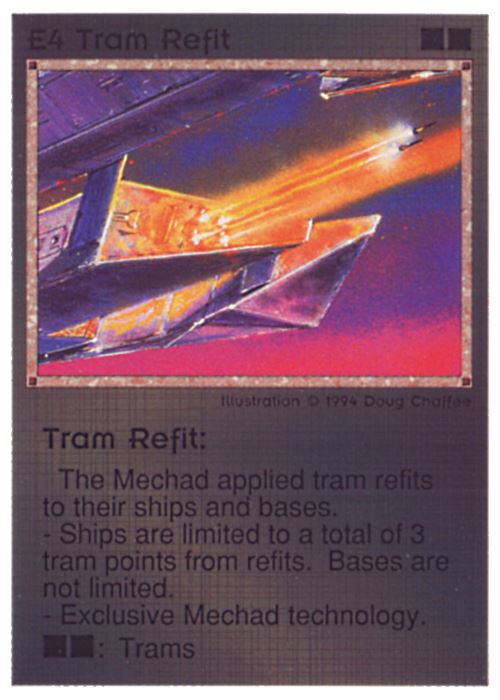 E4 Tram Refit
Illustration © 1994 Doug Chaffee
Tram Refit:
The Mechad applied tram refits
to their ships and bases.
- Ships are limited to a total of 3
tram points from refits.  Bases are
not limited.
- Exclusive Mechad technology.
■■: Trams